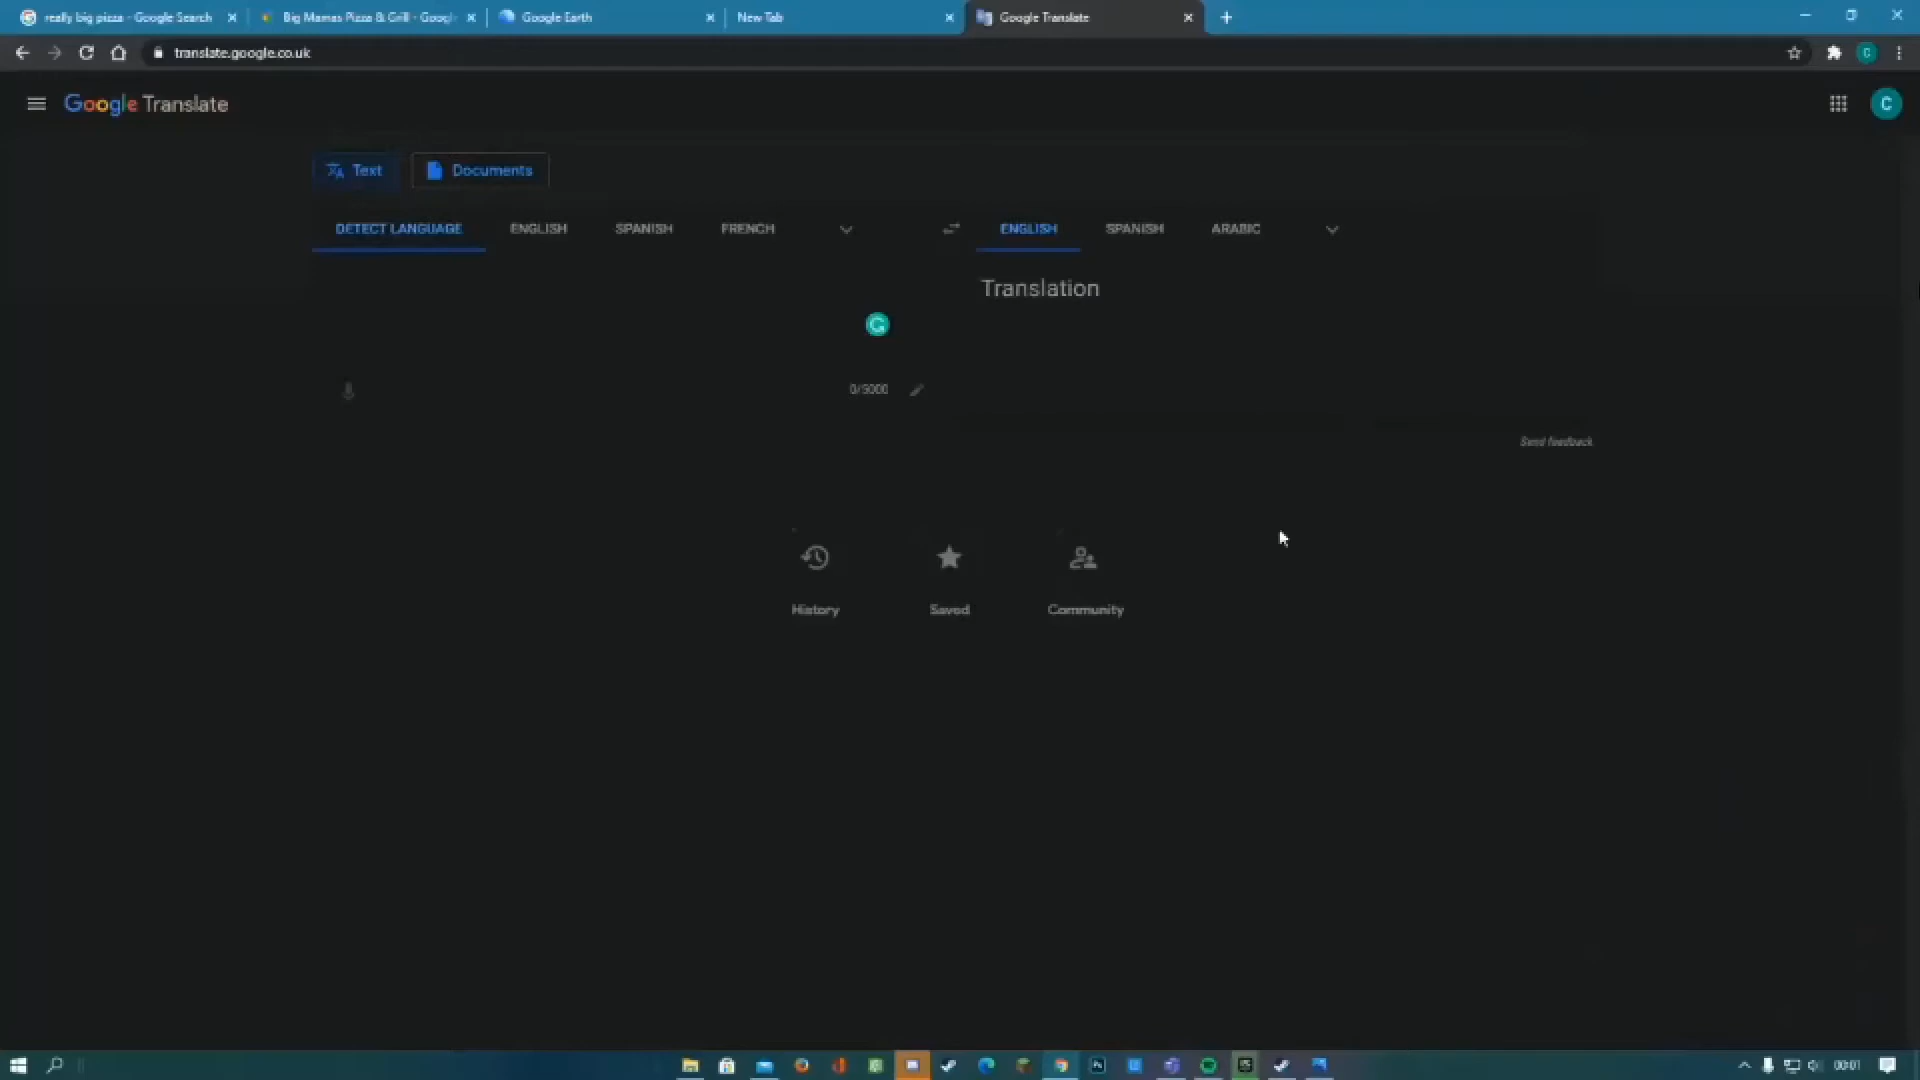 really big pizza - Google Search
Big Mamas Pizza & Grill - Googl
Google Earth
New Tab
Google Translate
translate.google.co.uk
C
Google Translate
C
Text
Documents
DETECT LANGUAGE
ENGLISH
SPANISH
FRENCH
ENGLISH
SPANISH
ARABIC
Translation
0/5000
Send feedback
History
Saved
Community
00:01